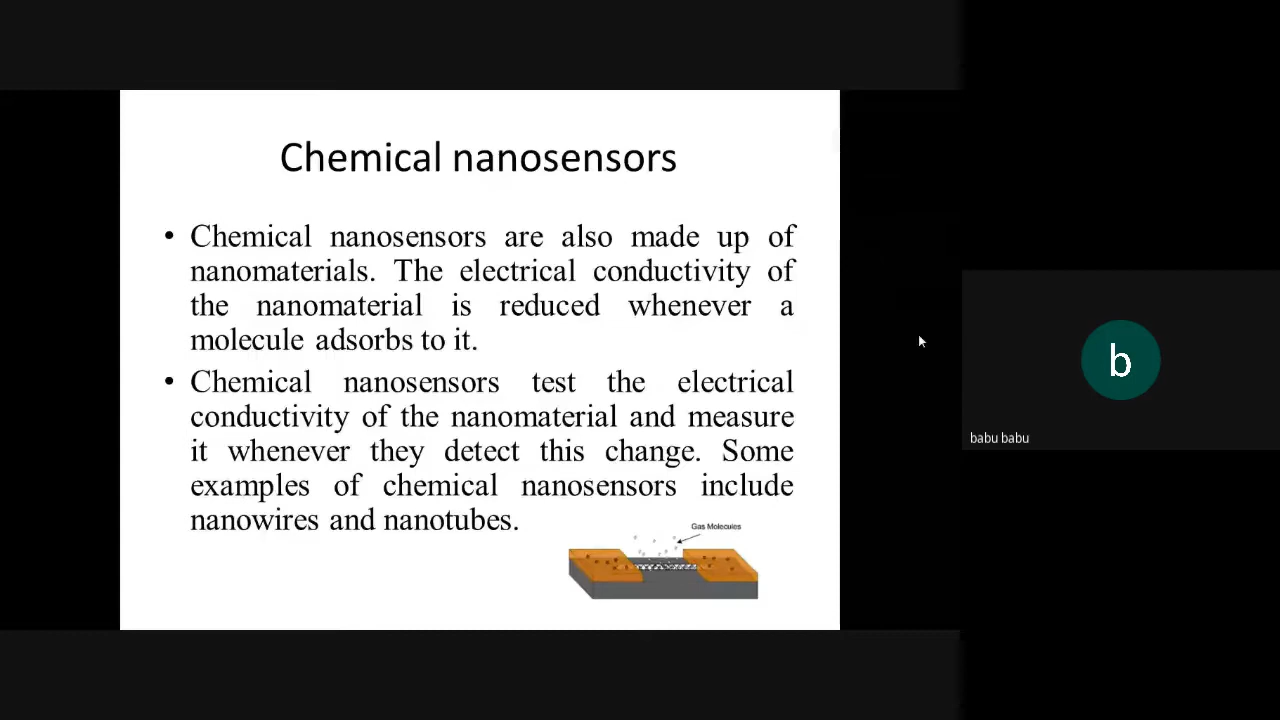 Chemical nanosensors
• Chemical nanosensors are also made up of
nanomaterials. The electrical conductivity of
the nanomaterial is reduced whenever a
molecule adsorbs to it.
• Chemical nanosensors test the electrical
conductivity of the nanomaterial and measure
it whenever they detect this change. Some
examples of chemical nanosensors include
nanowires and nanotubes.
Gas Molecules
b
babu babu